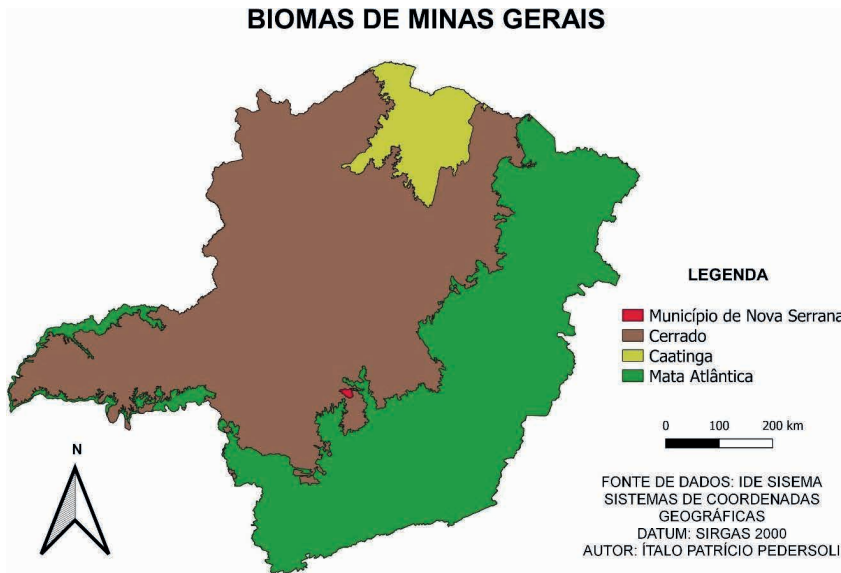 BIOMAS DE MINAS GERAIS
LEGENDA
Município de Nova Serrana
Cerrado
Caatinga
Mata Atlântica
0 100 200 km
N
FONTE DE DADOS: IDE SISEMA
SISTEMAS DE COORDENADAS
GEOGRÁFICAS
DATUM: SIRGAS 2000
AUTOR: ÍTALO PATRÍCIO PEDERSOLI